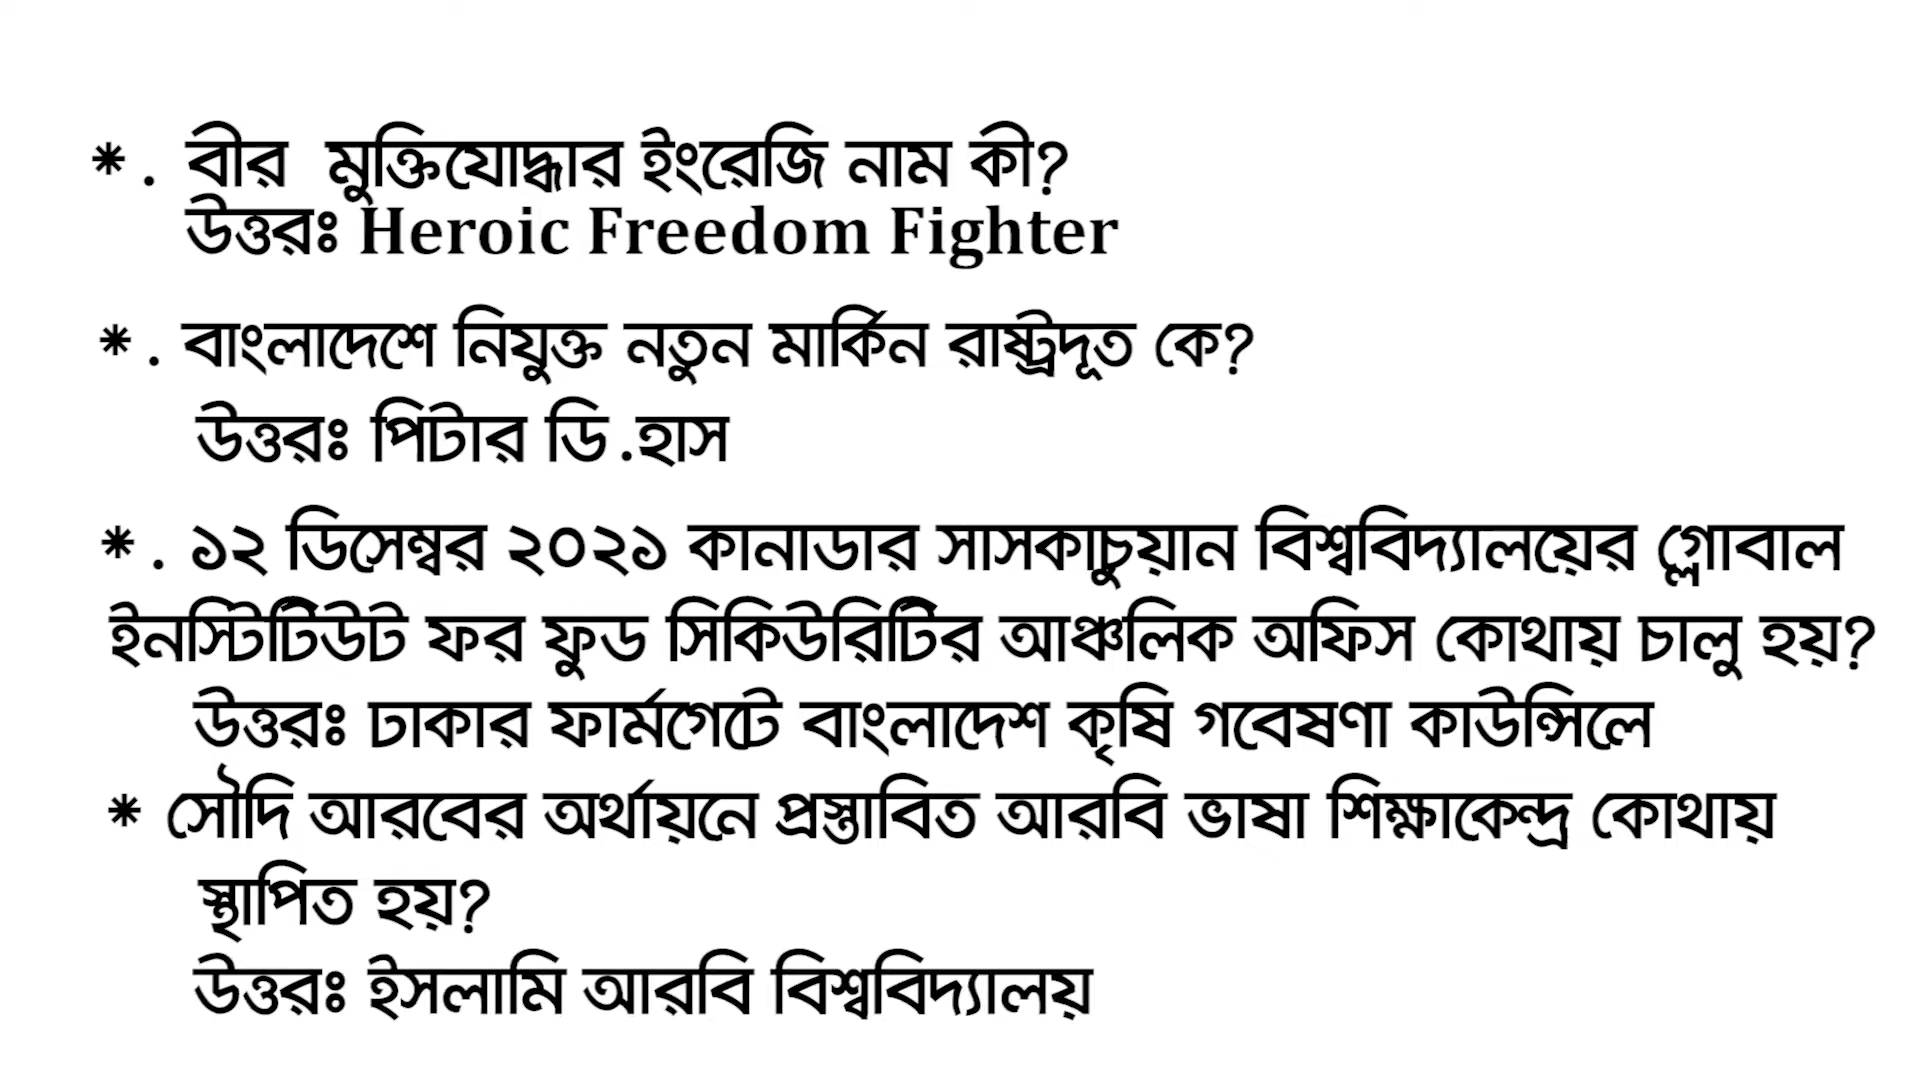 * . বীর মুক্তিযোদ্ধার ইংরেজি নাম কী?
উত্তরঃ Heroic Freedom Fighter
* . বাংলাদেশে নিযুক্ত নতুন মার্কিন রাষ্ট্রদূত কে?
উত্তরঃ পিটার ডি .হাস
* . ১২ ডিসেম্বর ২০২১ কানাডার সাসকাচুয়ান বিশ্ববিদ্যালয়ের গ্লোবাল
ইনস্টিটিউট ফর ফুড সিকিউরিটির আঞ্চলিক অফিস কোথায় চালু হয়?
উত্তরঃ ঢাকার ফার্মগেটে বাংলাদেশ কৃষি গবেষণা কাউন্সিলে
* সৌদি আরবের অর্থায়নে প্রস্তাবিত আরবি ভাষা শিক্ষাকেন্দ্র কোথায়
স্থাপিত হয়?
উত্তরঃ ইসলামি আরবি বিশ্ববিদ্যালয়